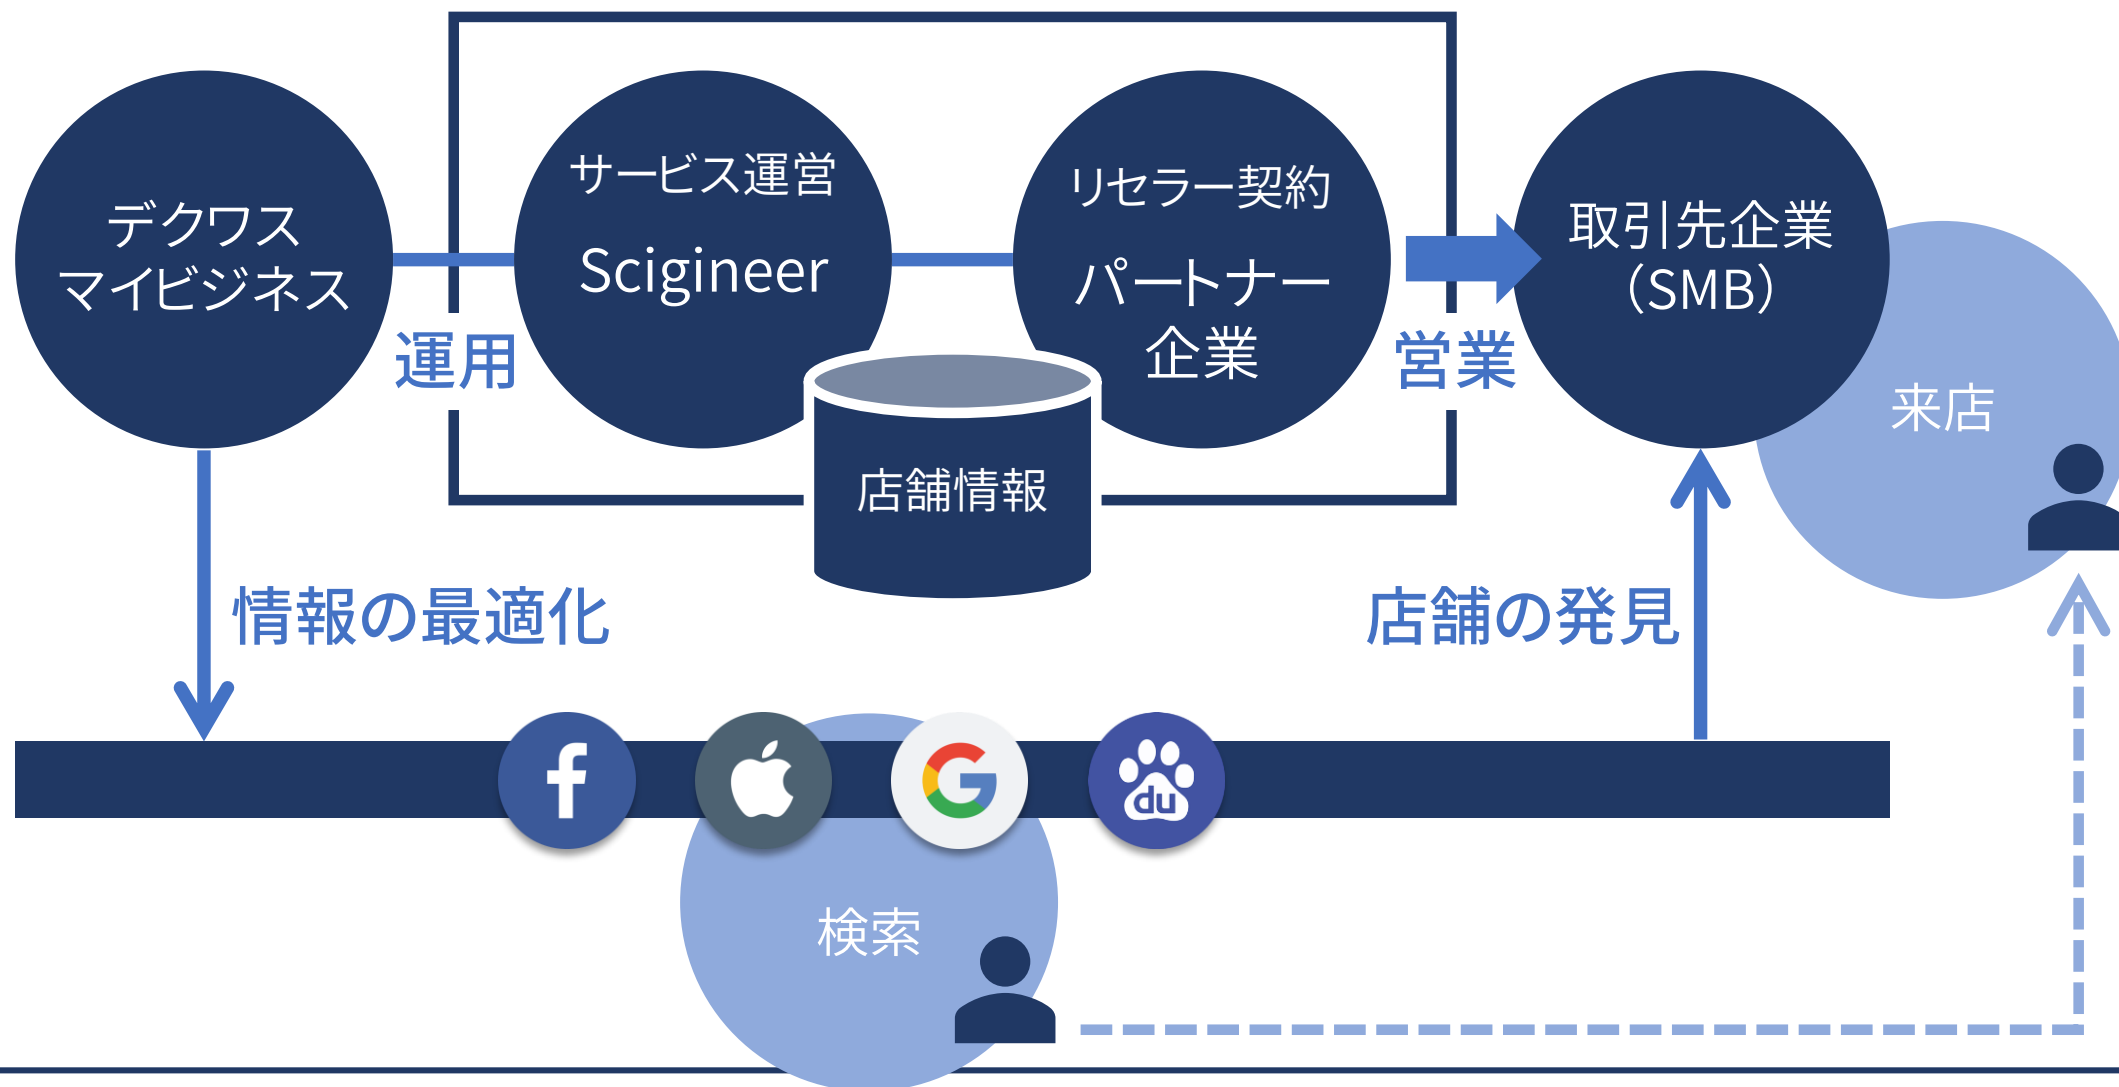 デクワス
マイビジネス
運用
サービス運営
Scigineer
リセラー契約
パートナー
企業
店舗情報
営業
取引先企業
（SMB）
来店
情報の最適化
店舗の発見
f
G
du
検索